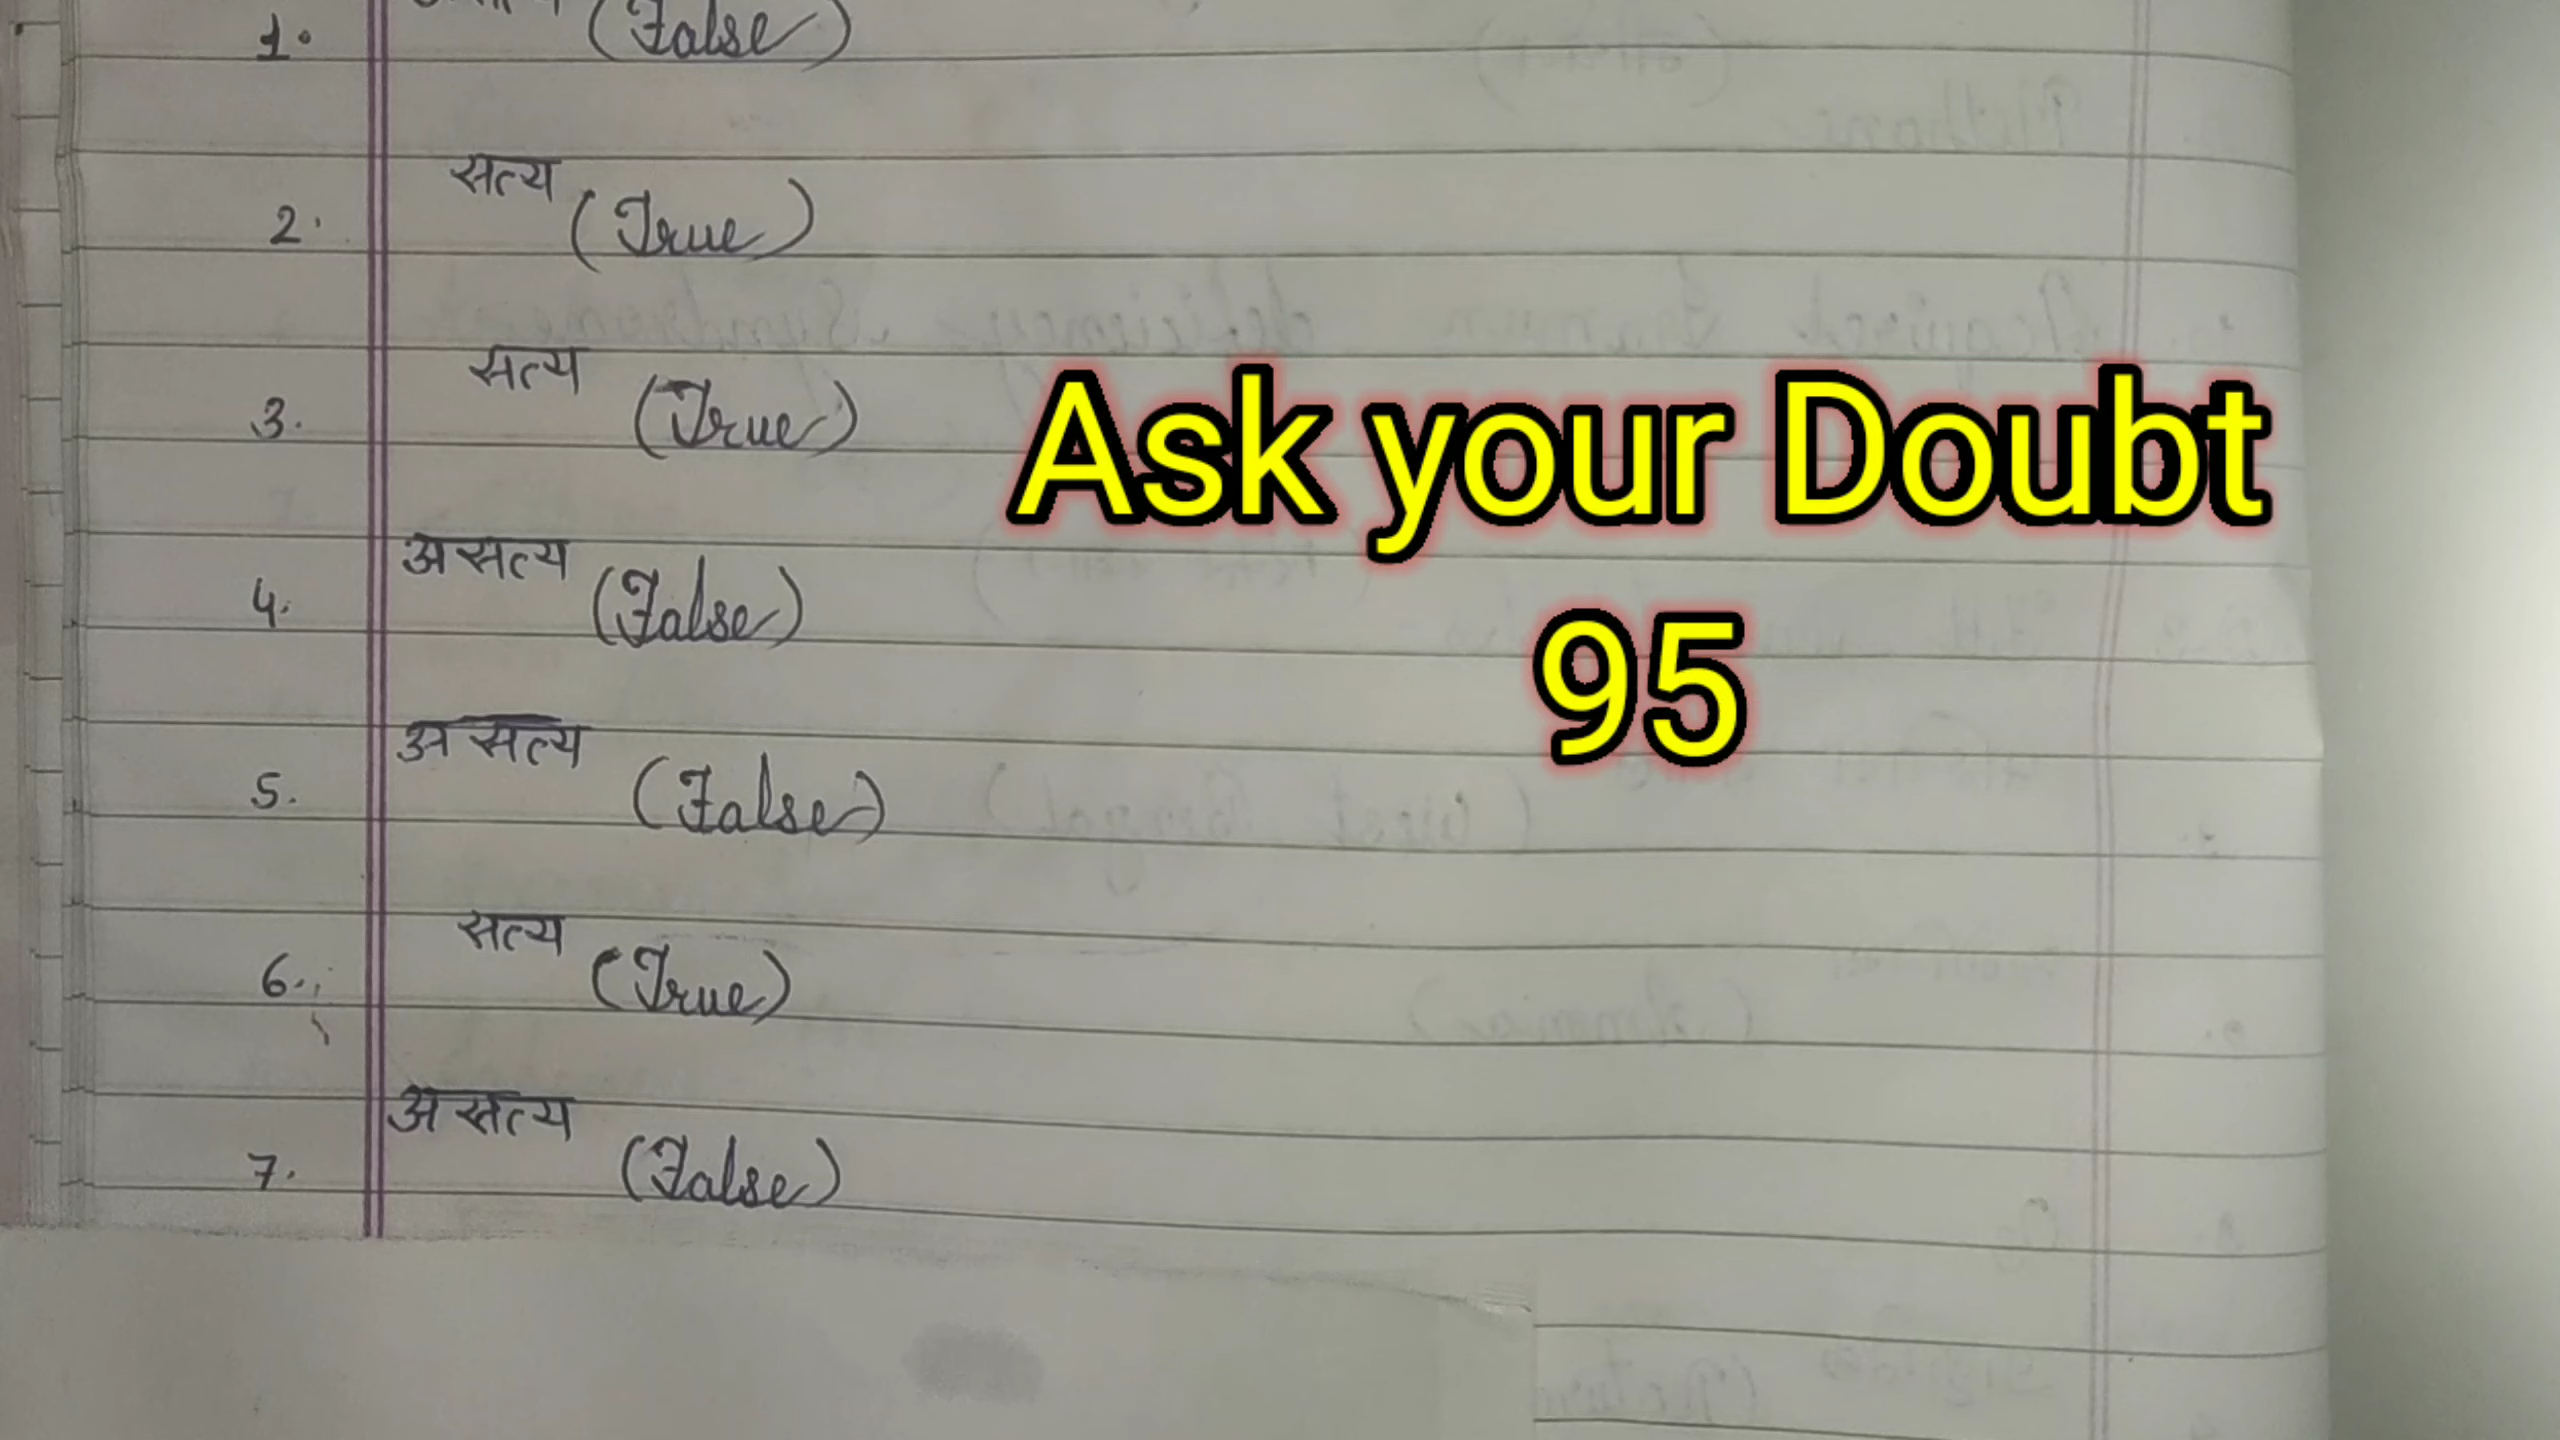 1. (False)
सत्य
2. (True)
सत्य
3. (True)
Ask your Doubt
95
असत्य
4. (False)
असत्य
5. (False)
सत्य
6. (True)
असत्य
7. (False)